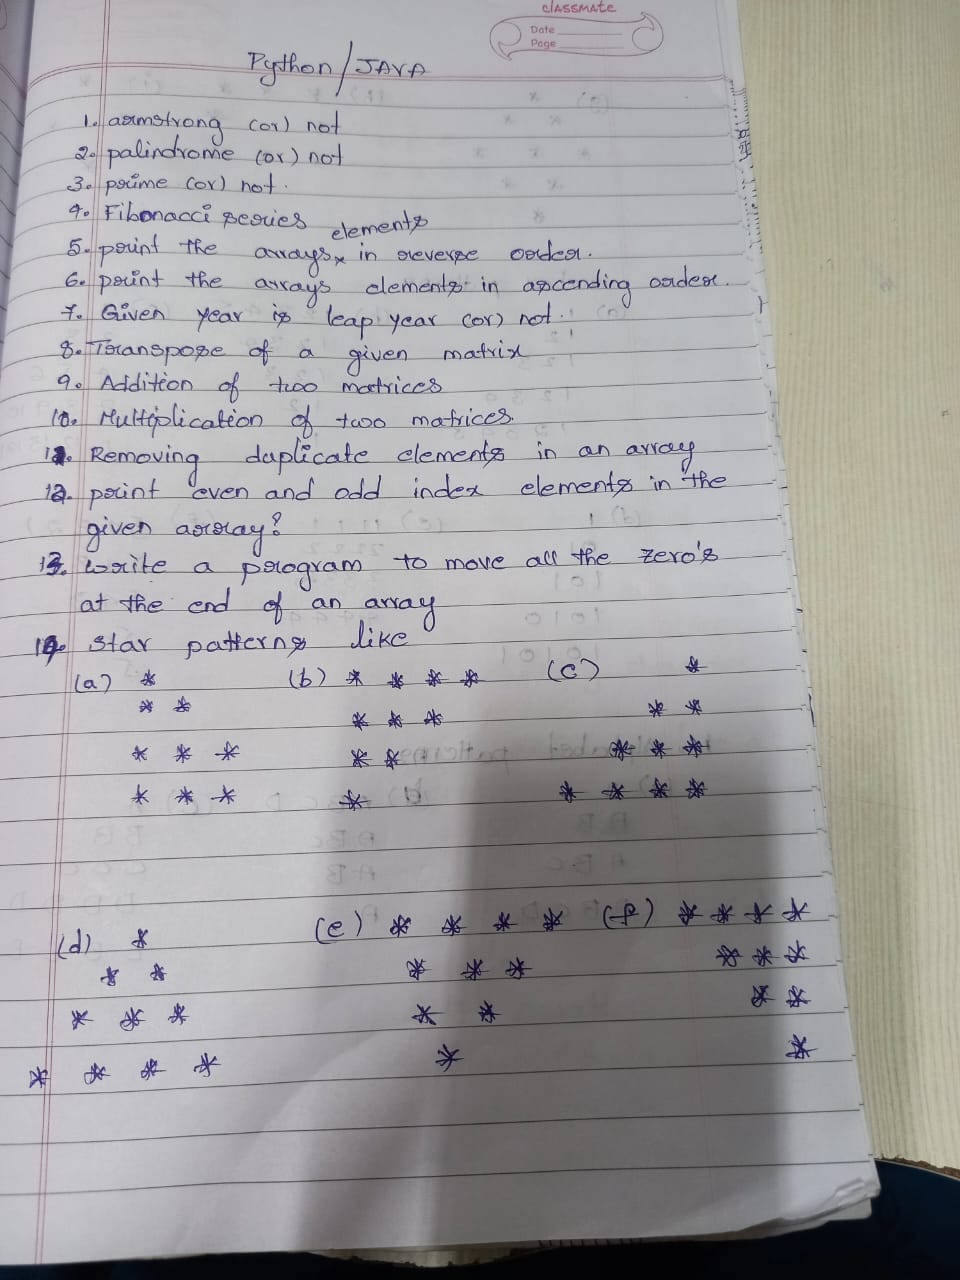 classmate
Date
Page
Python/JAVA
1. armstrong (or) not
2. palindrome (or) not
3. prime (or) not.
4. Fibonacci series
elements
5. print the arrays x in reverse order.
6. print the arrays elements in ascending order.
7. Given year is leap year (or) not.
8. Transpose of a given matrix
9. Addition of two matrices
10. Multiplication of two matrices.
11. Removing duplicate elements in an array
12. print even and odd index elements in the
given array?
13. write a program to move all the zero's
at the end of an array
14. star patterns like
(a) * (b) * * * * (c) *
* * * * * * *
* * * * * * * *
* * * * * * * *
(d) * (e) * * * * (f) * * * *
* * * * * * * *
* * * * * * *
* * * * * *